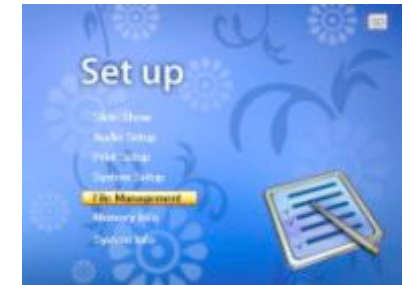 Set up
Slide Show
Audio Setup
Print Setup
System Setup
File Management
Memory Info
System Info